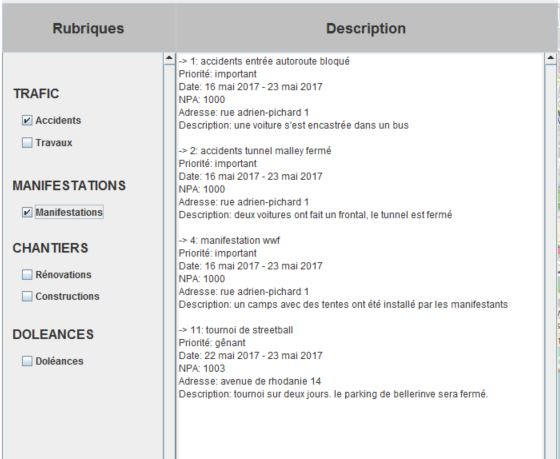 Rubriques
Description
TRAFIC
Accidents
Travaux
MANIFESTATIONS
Manifestations
CHANTIERS
Rénovations
Constructions
DOLEANCES
Doléances
-> 1: accidents entrée autoroute bloqué
Priorité: important
Date: 16 mai 2017 - 23 mai 2017
NPA: 1000
Adresse: rue adrien-pichard 1
Description: une voiture s'est encastrée dans un bus
-> 2: accidents tunnel malley fermé
Priorité: important
Date: 16 mai 2017 - 23 mai 2017
NPA: 1000
Adresse: rue adrien-pichard 1
Description: deux voitures ont fait un frontal, le tunnel est fermé
-> 4: manifestation wwf
Priorité: important
Date: 16 mai 2017 - 23 mai 2017
NPA: 1000
Adresse: rue adrien-pichard 1
Description: un camps avec des tentes ont été installé par les manifestants
-> 11: tournoi de streetball
Priorité: gênant
Date: 22 mai 2017 - 23 mai 2017
NPA: 1003
Adresse: avenue de rhodanie 14
Description: tournoi sur deux jours. le parking de bellerinve sera fermé.